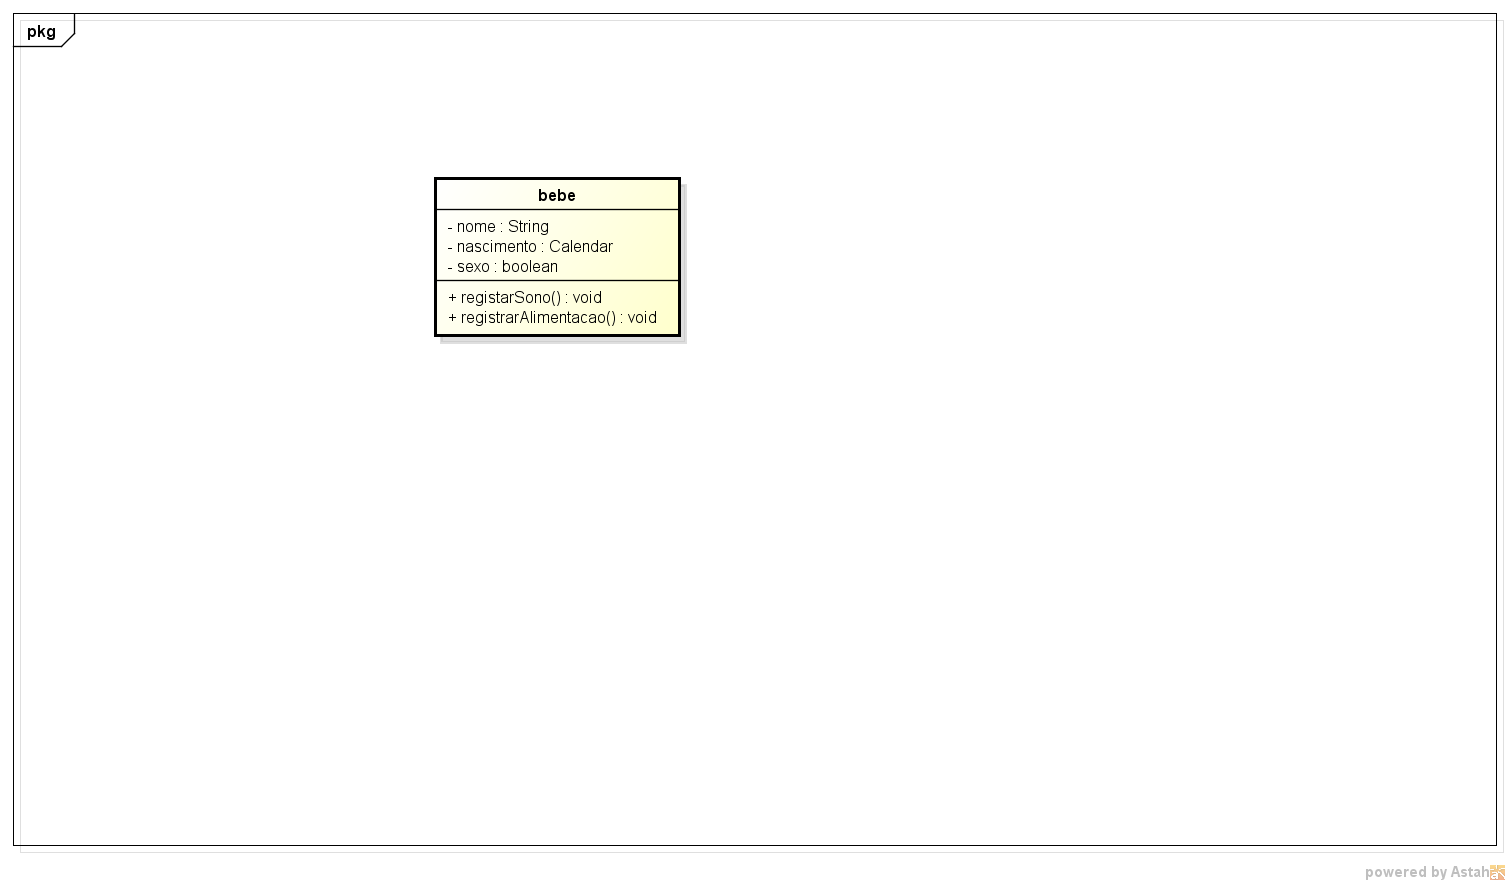 pkg
bebe
- nome : String
- nascimento : Calendar
- sexo : boolean
+ registarSono() : void
+ registrarAlimentacao() : void
powered by Astah